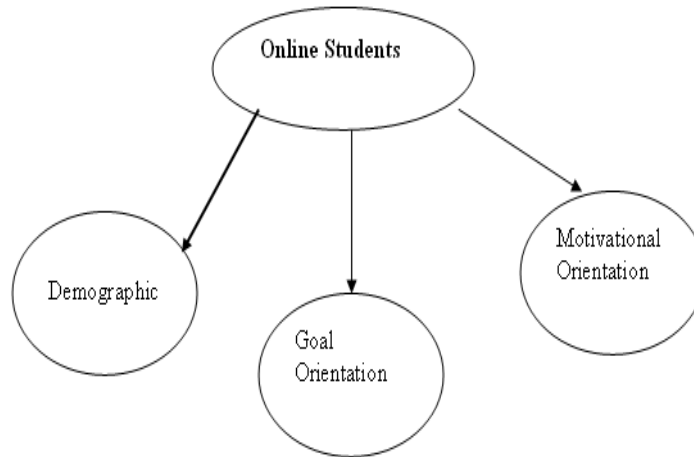 Online Students
Demographic
Goal
Orientation
Motivational
Orientation